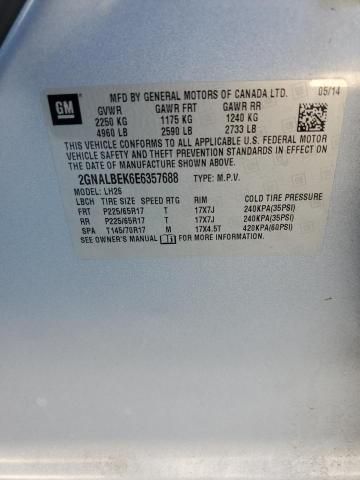 GM
MFD BY GENERAL MOTORS OF CANADA LTD. 05/14
GVWR GAWR FRT GAWR RR
2250 KG 1175 KG 1240 KG
4960 LB 2590 LB 2733 LB
THIS VEHICLE CONFORMS TO ALL APPLICABLE U.S. FEDERAL MOTOR
VEHICLE SAFETY, BUMPER, AND THEFT PREVENTION STANDARDS
IN EFFECT ON THE DATE OF MANUFACTURE SHOWN ABOVE.
2GNALBEK6E6357688 TYPE: M.P.V.
MODEL: LH26
LBCH TIRE SIZE SPEED RTG RIM COLD TIRE PRESSURE
FRT P225/65R17 T 17X7J 240KPA(35PSI)
RR P225/65R17 T 17X7J 240KPA(35PSI)
SPA T145/70R17 M 17X4.5T 420KPA(60PSI)
SEE OWNER'S MANUAL FOR MORE INFORMATION.